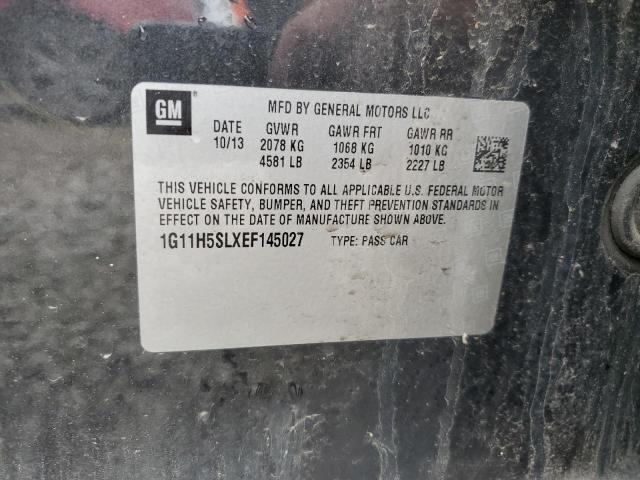 GM ® MFD BY GENERAL MOTORS LLC
DATE GVWR GAWR FRT GAWR RR
10/13 2078 KG 1068 KG 1010 KG
4581 LB 2354 LB 2227 LB
THIS VEHICLE CONFORMS TO ALL APPLICABLE U.S. FEDERAL MOTOR
VEHICLE SAFETY, BUMPER, AND THEFT PREVENTION STANDARDS IN
EFFECT ON THE DATE OF MANUFACTURE SHOWN ABOVE.
1G11H5SLXEF145027 TYPE: PASS CAR